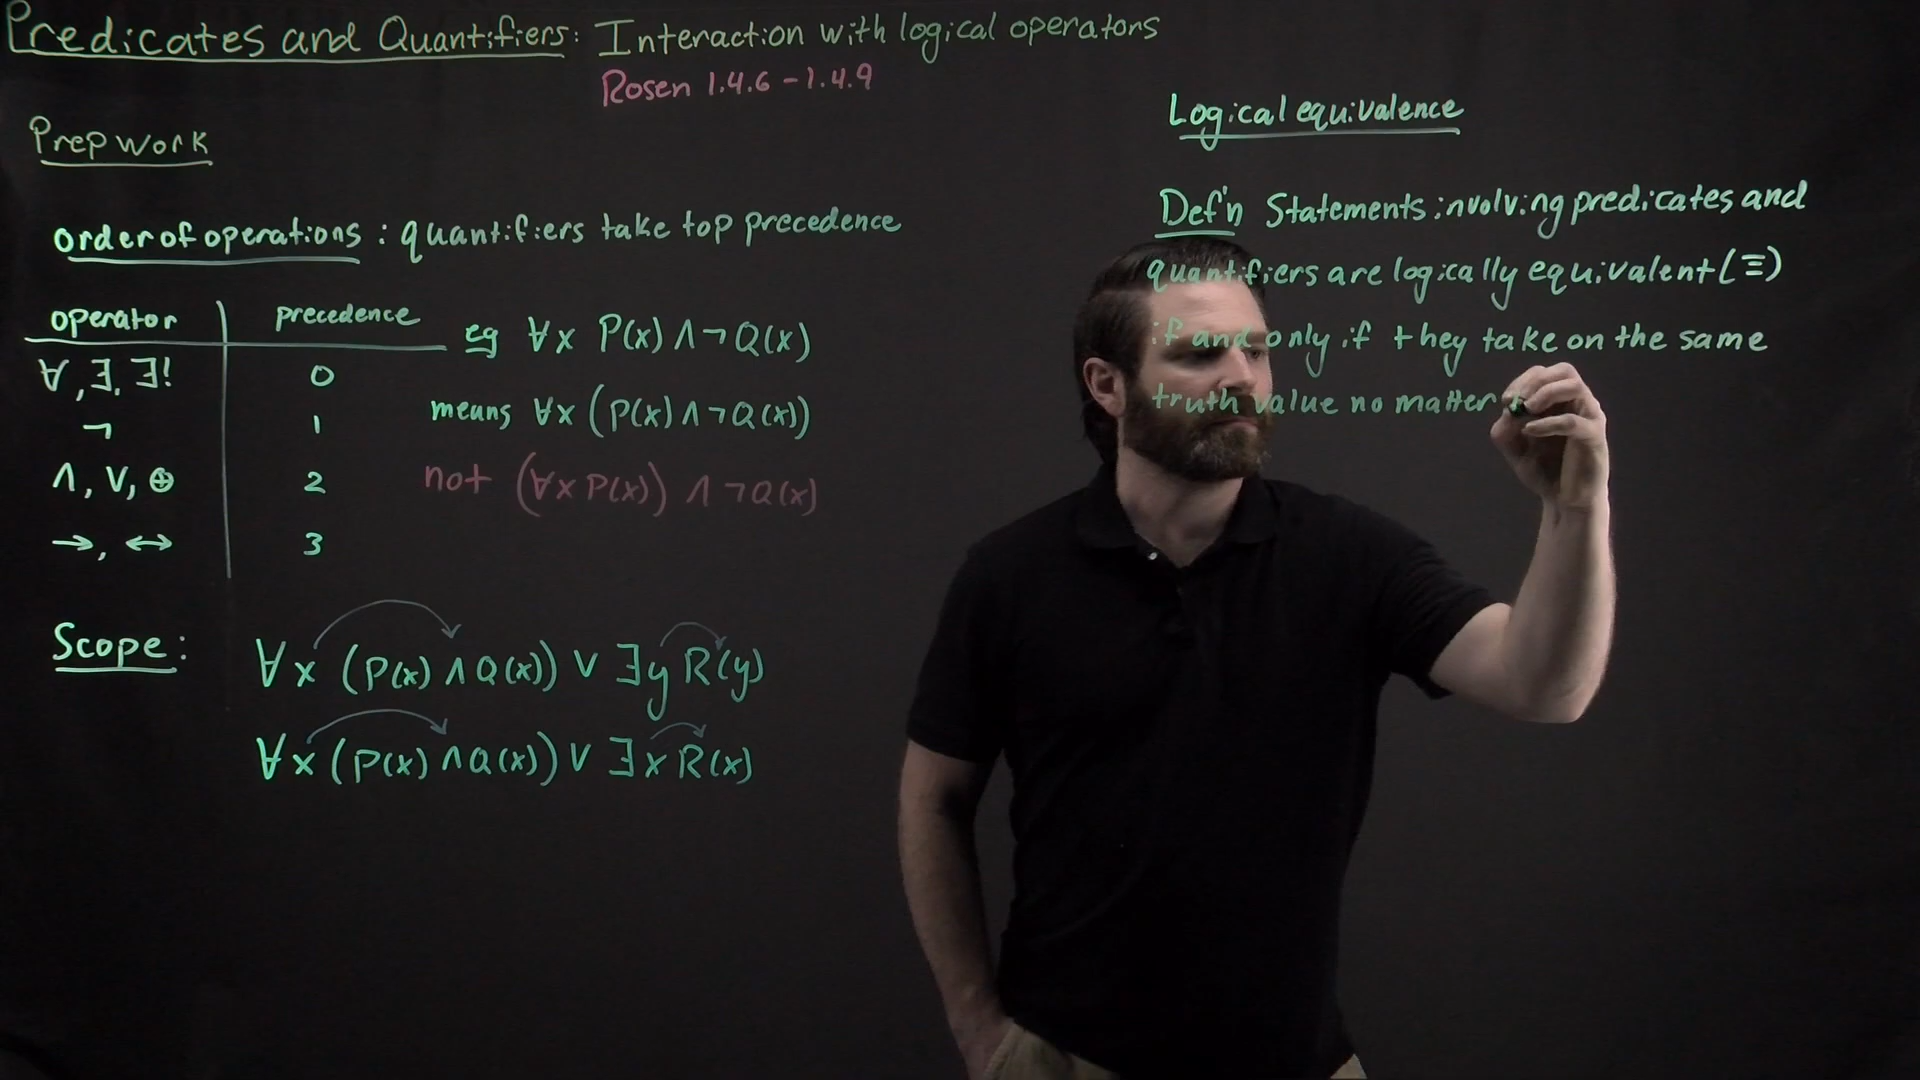 Predicates and Quantifiers: Interaction with logical operators
Rosen 1.4.6 - 1.4.9
Prep work
order of operations: quantifiers take top precedence
operator precedence
∀, ∃, ∃! 0
¬ 1
∧, ∨, ⊕ 2
→, ↔ 3
eg ∀x P(x) ∧ ¬Q(x)
means ∀x (P(x) ∧ ¬Q(x))
not (∀x P(x)) ∧ ¬Q(x)
Scope: ∀x (P(x) ∧ Q(x)) ∨ ∃y R(y)
∀x (P(x) ∧ Q(x)) ∨ ∃x R(x)
Logical equivalence
Def'n Statements involving predicates and
quantifiers are logically equivalent (≡)
if and only if they take on the same
truth value no matter